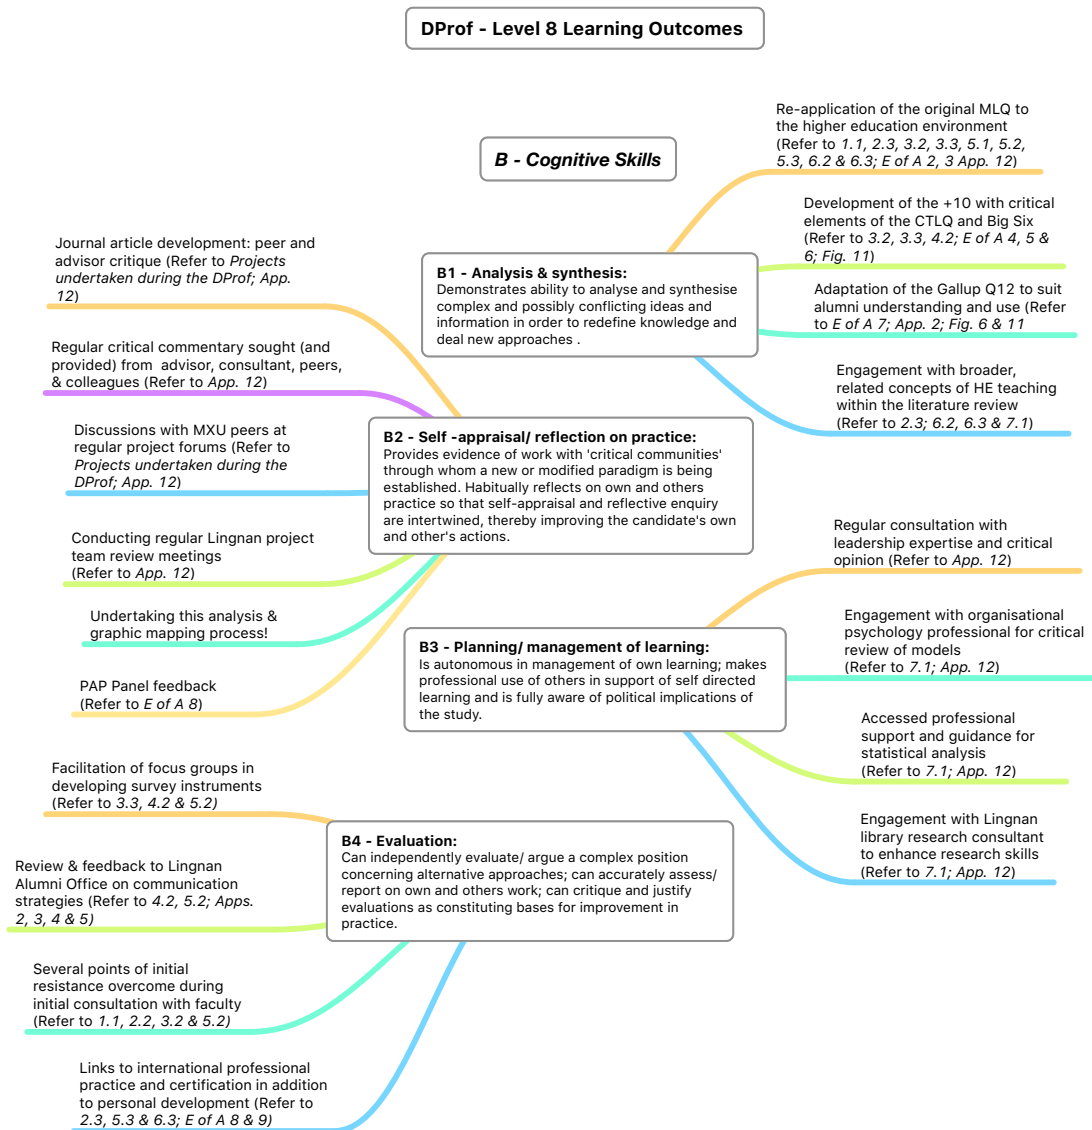 DProf - Level 8 Learning Outcomes
B - Cognitive Skills
Re-application of the original MLQ to
the higher education environment
(Refer to 1.1, 2.3, 3.2, 3.3, 5.1, 5.2,
5.3, 6.2 & 6.3; E of A 2, 3 App. 12)
Development of the +10 with critical
elements of the CTLQ and Big Six
(Refer to 3.2, 3.3, 4.2; E of A 4, 5 &
6; Fig. 11)
Adaptation of the Gallup Q12 to suit
alumni understanding and use (Refer
to E of A 7; App. 2; Fig. 6 & 11
Engagement with broader,
related concepts of HE teaching
within the literature review
(Refer to 2.3; 6.2, 6.3 & 7.1)
B1 - Analysis & synthesis:
Demonstrates ability to analyse and synthesise
complex and possibly conflicting ideas and
information in order to redefine knowledge and
deal new approaches .
Journal article development: peer and
advisor critique (Refer to Projects
undertaken during the DProf; App.
12)
Regular critical commentary sought (and
provided) from  advisor, consultant, peers,
& colleagues (Refer to App. 12)
Discussions with MXU peers at
regular project forums (Refer to
Projects undertaken during the
DProf; App. 12)
Conducting regular Lingnan project
team review meetings
(Refer to App. 12)
Undertaking this analysis &
graphic mapping process!
PAP Panel feedback
(Refer to E of A 8)
B2 - Self -appraisal/ reflection on practice:
Provides evidence of work with 'critical communities'
through whom a new or modified paradigm is being
established. Habitually reflects on own and others
practice so that self-appraisal and reflective enquiry
are intertwined, thereby improving the candidate's own
and other's actions.
B3 - Planning/ management of learning:
Is autonomous in management of own learning; makes
professional use of others in support of self directed
learning and is fully aware of political implications of
the study.
Regular consultation with
leadership expertise and critical
opinion (Refer to App. 12)
Engagement with organisational
psychology professional for critical
review of models
(Refer to 7.1; App. 12)
Accessed professional
support and guidance for
statistical analysis
(Refer to 7.1; App. 12)
Engagement with Lingnan
library research consultant
to enhance research skills
(Refer to 7.1; App. 12)
Facilitation of focus groups in
developing survey instruments
(Refer to 3.3, 4.2 & 5.2)
Review & feedback to Lingnan
Alumni Office on communication
strategies (Refer to 4.2, 5.2; Apps.
2, 3, 4 & 5)
Several points of initial
resistance overcome during
initial consultation with faculty
(Refer to 1.1, 2.2, 3.2 & 5.2)
Links to international professional
practice and certification in addition
to personal development (Refer to
2.3, 5.3 & 6.3; E of A 8 & 9)
B4 - Evaluation:
Can independently evaluate/ argue a complex position
concerning alternative approaches; can accurately assess/
report on own and others work; can critique and justify
evaluations as constituting bases for improvement in
practice.